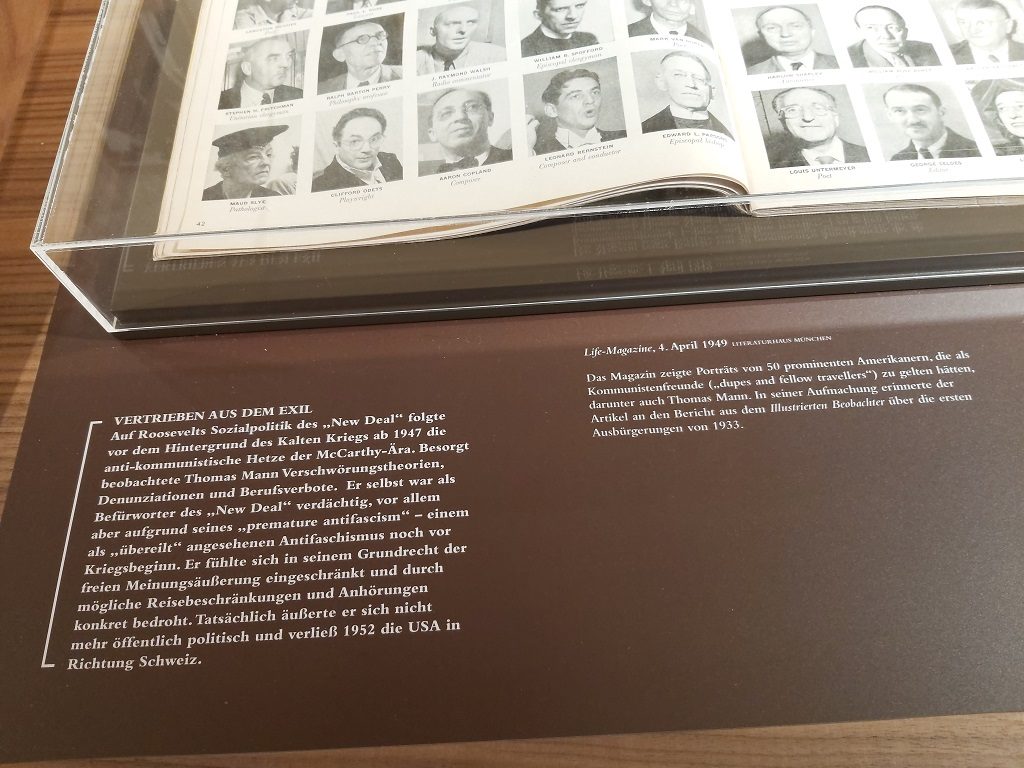 STEPHEN H. FRITCHMAN
Unitarian clergyman
RALPH BARTON PERRY
Philosophy professor
J. RAYMOND WALSH
Radio commentator
WILLIAM B. SPOFFORD
Episcopal clergyman
MARK VAN
HARLOW SHAPLEY
MAUD SLYE
Pathologist
CLIFFORD ODETS
Playwright
AARON COPLAND
Composer
LEONARD BERNSTEIN
Composer and conductor
EDWARD L. PARSONS
Episcopal bishop
LOUIS UNTERMEYER
Poet
GEORGE SELDES
Editor
42
VERTRIEBEN AUS DEM EXIL
Auf Roosevelts Sozialpolitik des „New Deal“ folgte
vor dem Hintergrund des Kalten Kriegs ab 1947 die
anti-kommunistische Hetze der McCarthy-Ära. Besorgt
beobachtete Thomas Mann Verschwörungstheorien,
Denunziationen und Berufsverbote. Er selbst war als
Befürworter des „New Deal“ verdächtig, vor allem
aber aufgrund seines „premature antifascism“ – einem
als „übereilt“ angesehenen Antifaschismus noch vor
Kriegsbeginn. Er fühlte sich in seinem Grundrecht der
freien Meinungsäußerung eingeschränkt und durch
mögliche Reisebeschränkungen und Anhörungen
konkret bedroht. Tatsächlich äußerte er sich nicht
mehr öffentlich politisch und verließ 1952 die USA in
Richtung Schweiz.
Life-Magazine, 4. April 1949 LITERATURHAUS MÜNCHEN
Das Magazin zeigte Porträts von 50 prominenten Amerikanern, die als
Kommunistenfreunde („dupes and fellow travellers“) zu gelten hätten,
darunter auch Thomas Mann. In seiner Aufmachung erinnerte der
Artikel an den Bericht aus dem Illustrierten Beobachter über die ersten
Ausbürgerungen von 1933.